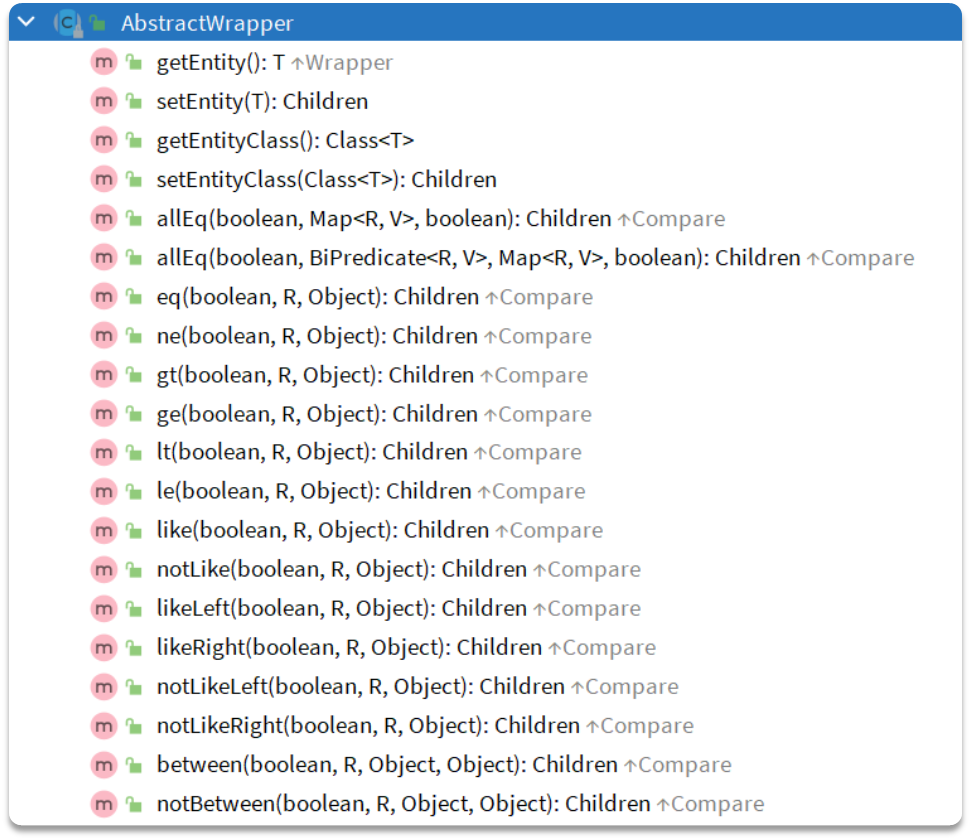 AbstractWrapper
getEntity(): T ↑Wrapper
setEntity(T): Children
getEntityClass(): Class<T>
setEntityClass(Class<T>): Children
allEq(boolean, Map<R, V>, boolean): Children ↑Compare
allEq(boolean, BiPredicate<R, V>, Map<R, V>, boolean): Children ↑Compare
eq(boolean, R, Object): Children ↑Compare
ne(boolean, R, Object): Children ↑Compare
gt(boolean, R, Object): Children ↑Compare
ge(boolean, R, Object): Children ↑Compare
lt(boolean, R, Object): Children ↑Compare
le(boolean, R, Object): Children ↑Compare
like(boolean, R, Object): Children ↑Compare
notLike(boolean, R, Object): Children ↑Compare
likeLeft(boolean, R, Object): Children ↑Compare
likeRight(boolean, R, Object): Children ↑Compare
notLikeLeft(boolean, R, Object): Children ↑Compare
notLikeRight(boolean, R, Object): Children ↑Compare
between(boolean, R, Object, Object): Children ↑Compare
notBetween(boolean, R, Object, Object): Children ↑Compare